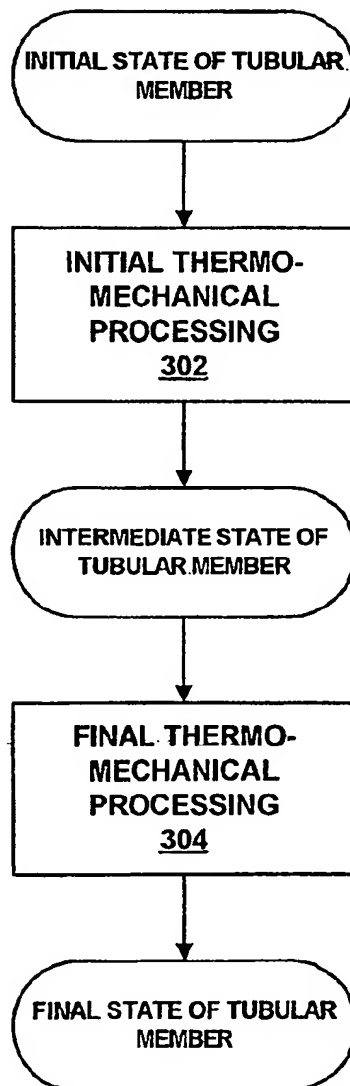 INITIAL STATE OF TUBULAR
MEMBER
INITIAL THERMO-
MECHANICAL
PROCESSING
302
INTERMEDIATE STATE OF
TUBULAR MEMBER
FINAL THERMO-
MECHANICAL
PROCESSING
304
FINAL STATE OF TUBULAR
MEMBER